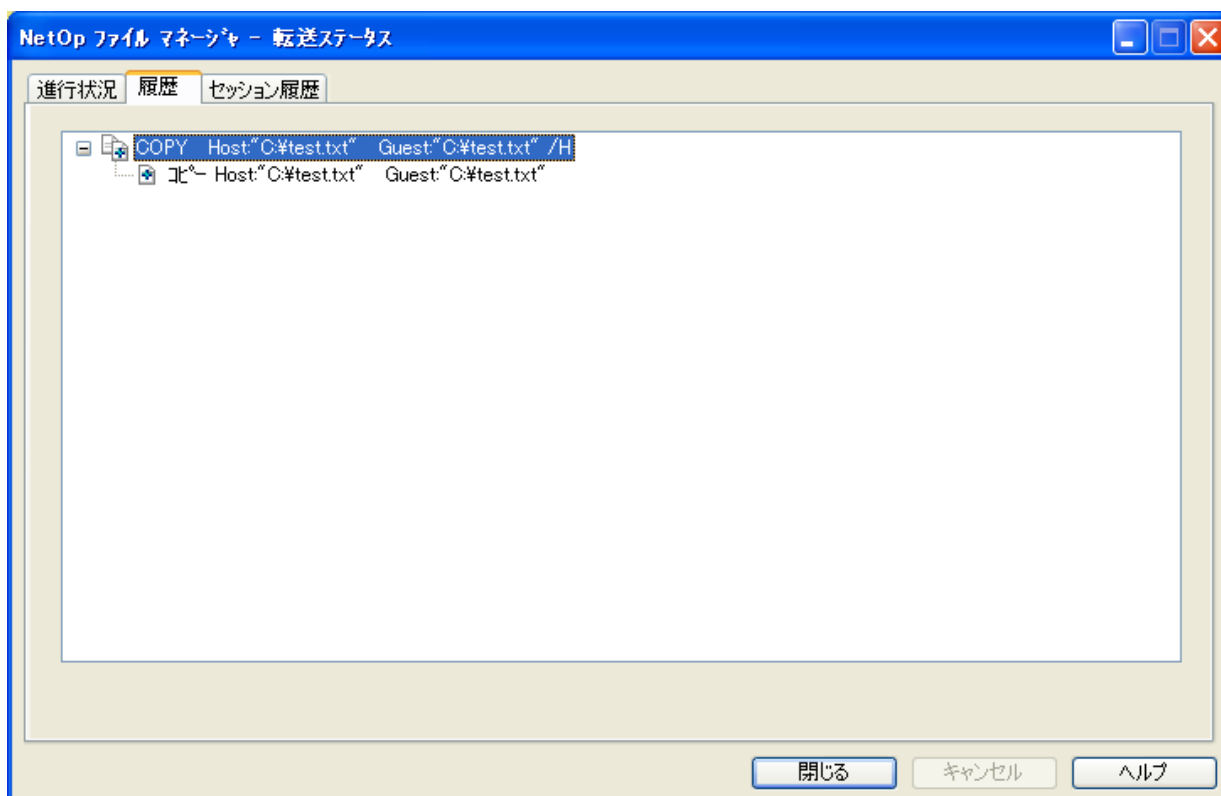 NetOp ﾌｧｲﾙ ﾏﾈｰｼﾞｬ - 転送ｽﾃｰﾀｽ
進行状況 履歴 セッション履歴
COPY Host:"C:¥test.txt" Guest:"C:¥test.txt" /H
ｺﾋﾟｰ Host:"C:¥test.txt" Guest:"C:¥test.txt"
閉じる キャンセル ヘルプ